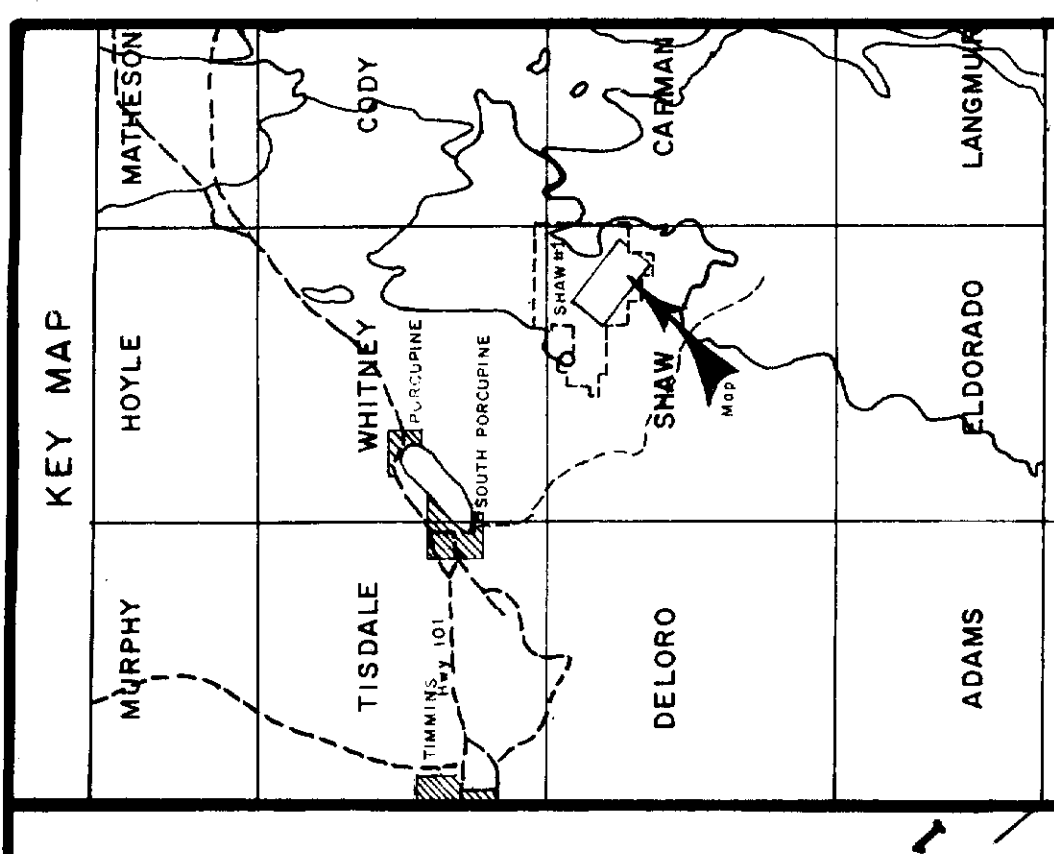 KEY MAP
MURPHY
HOYLE
MATHESON
TISDALE
WHITNEY
CODY
TIMMINS
Hwy 101
PORCUPINE
SOUTH PORCUPINE
SHAW #1
DELORO
SHAW
CARMAN
Map
ADAMS
ELDORADO
LANGMUIR